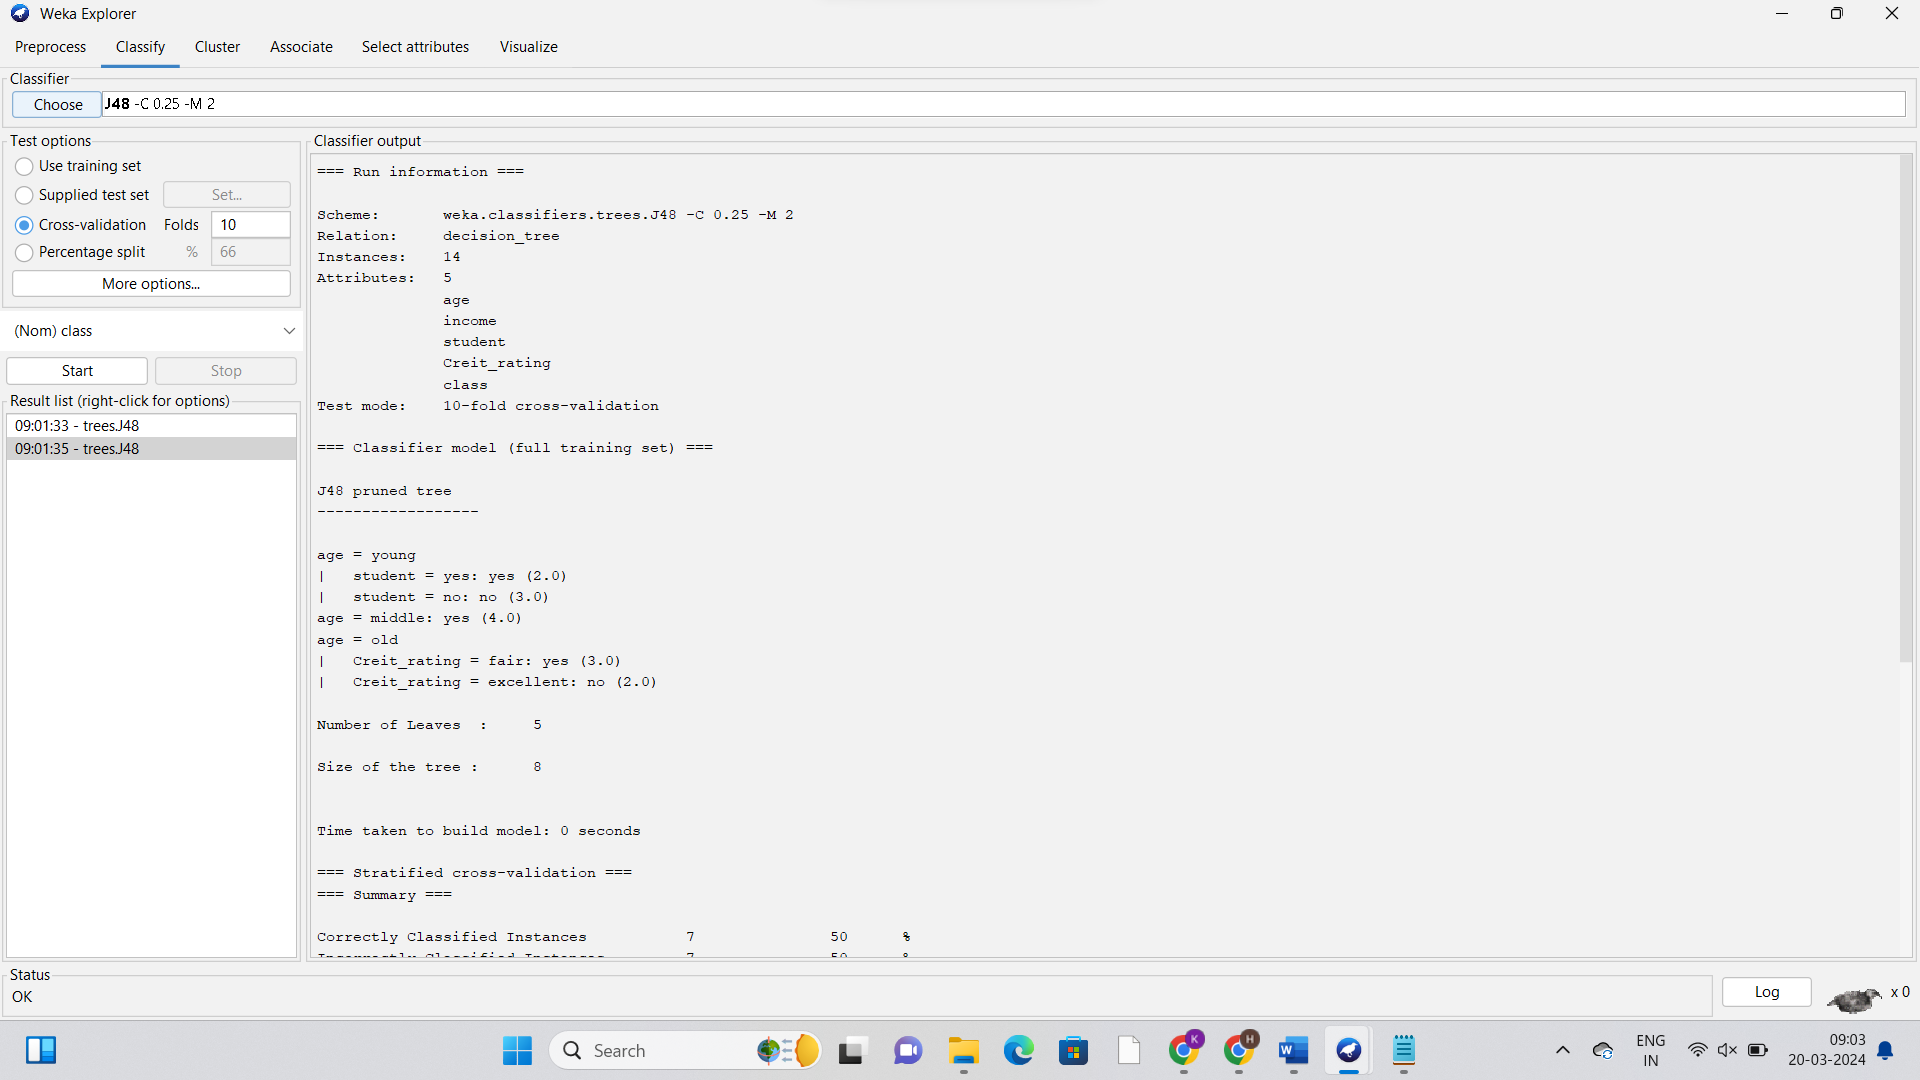 Weka Explorer
Preprocess Classify Cluster Associate Select attributes Visualize
Classifier
Choose J48 -C 0.25 -M 2
Test options
Use training set
Supplied test set Set...
Cross-validation Folds 10
Percentage split % 66
More options...
(Nom) class
Start Stop
Result list (right-click for options)
09:01:33 - trees.J48
09:01:35 - trees.J48
Classifier output
=== Run information ===
Scheme: weka.classifiers.trees.J48 -C 0.25 -M 2
Relation: decision_tree
Instances: 14
Attributes: 5
age
income
student
Creit_rating
class
Test mode: 10-fold cross-validation
=== Classifier model (full training set) ===
J48 pruned tree
------------------
age = young
| student = yes: yes (2.0)
| student = no: no (3.0)
age = middle: yes (4.0)
age = old
| Creit_rating = fair: yes (3.0)
| Creit_rating = excellent: no (2.0)
Number of Leaves : 5
Size of the tree : 8
Time taken to build model: 0 seconds
=== Stratified cross-validation ===
=== Summary ===
Correctly Classified Instances 7 50 %
Incorrectly Classified Instances 7 50 %
Status
OK
Log x 0
Search
K
H
W
ENG
IN
09:03
20-03-2024